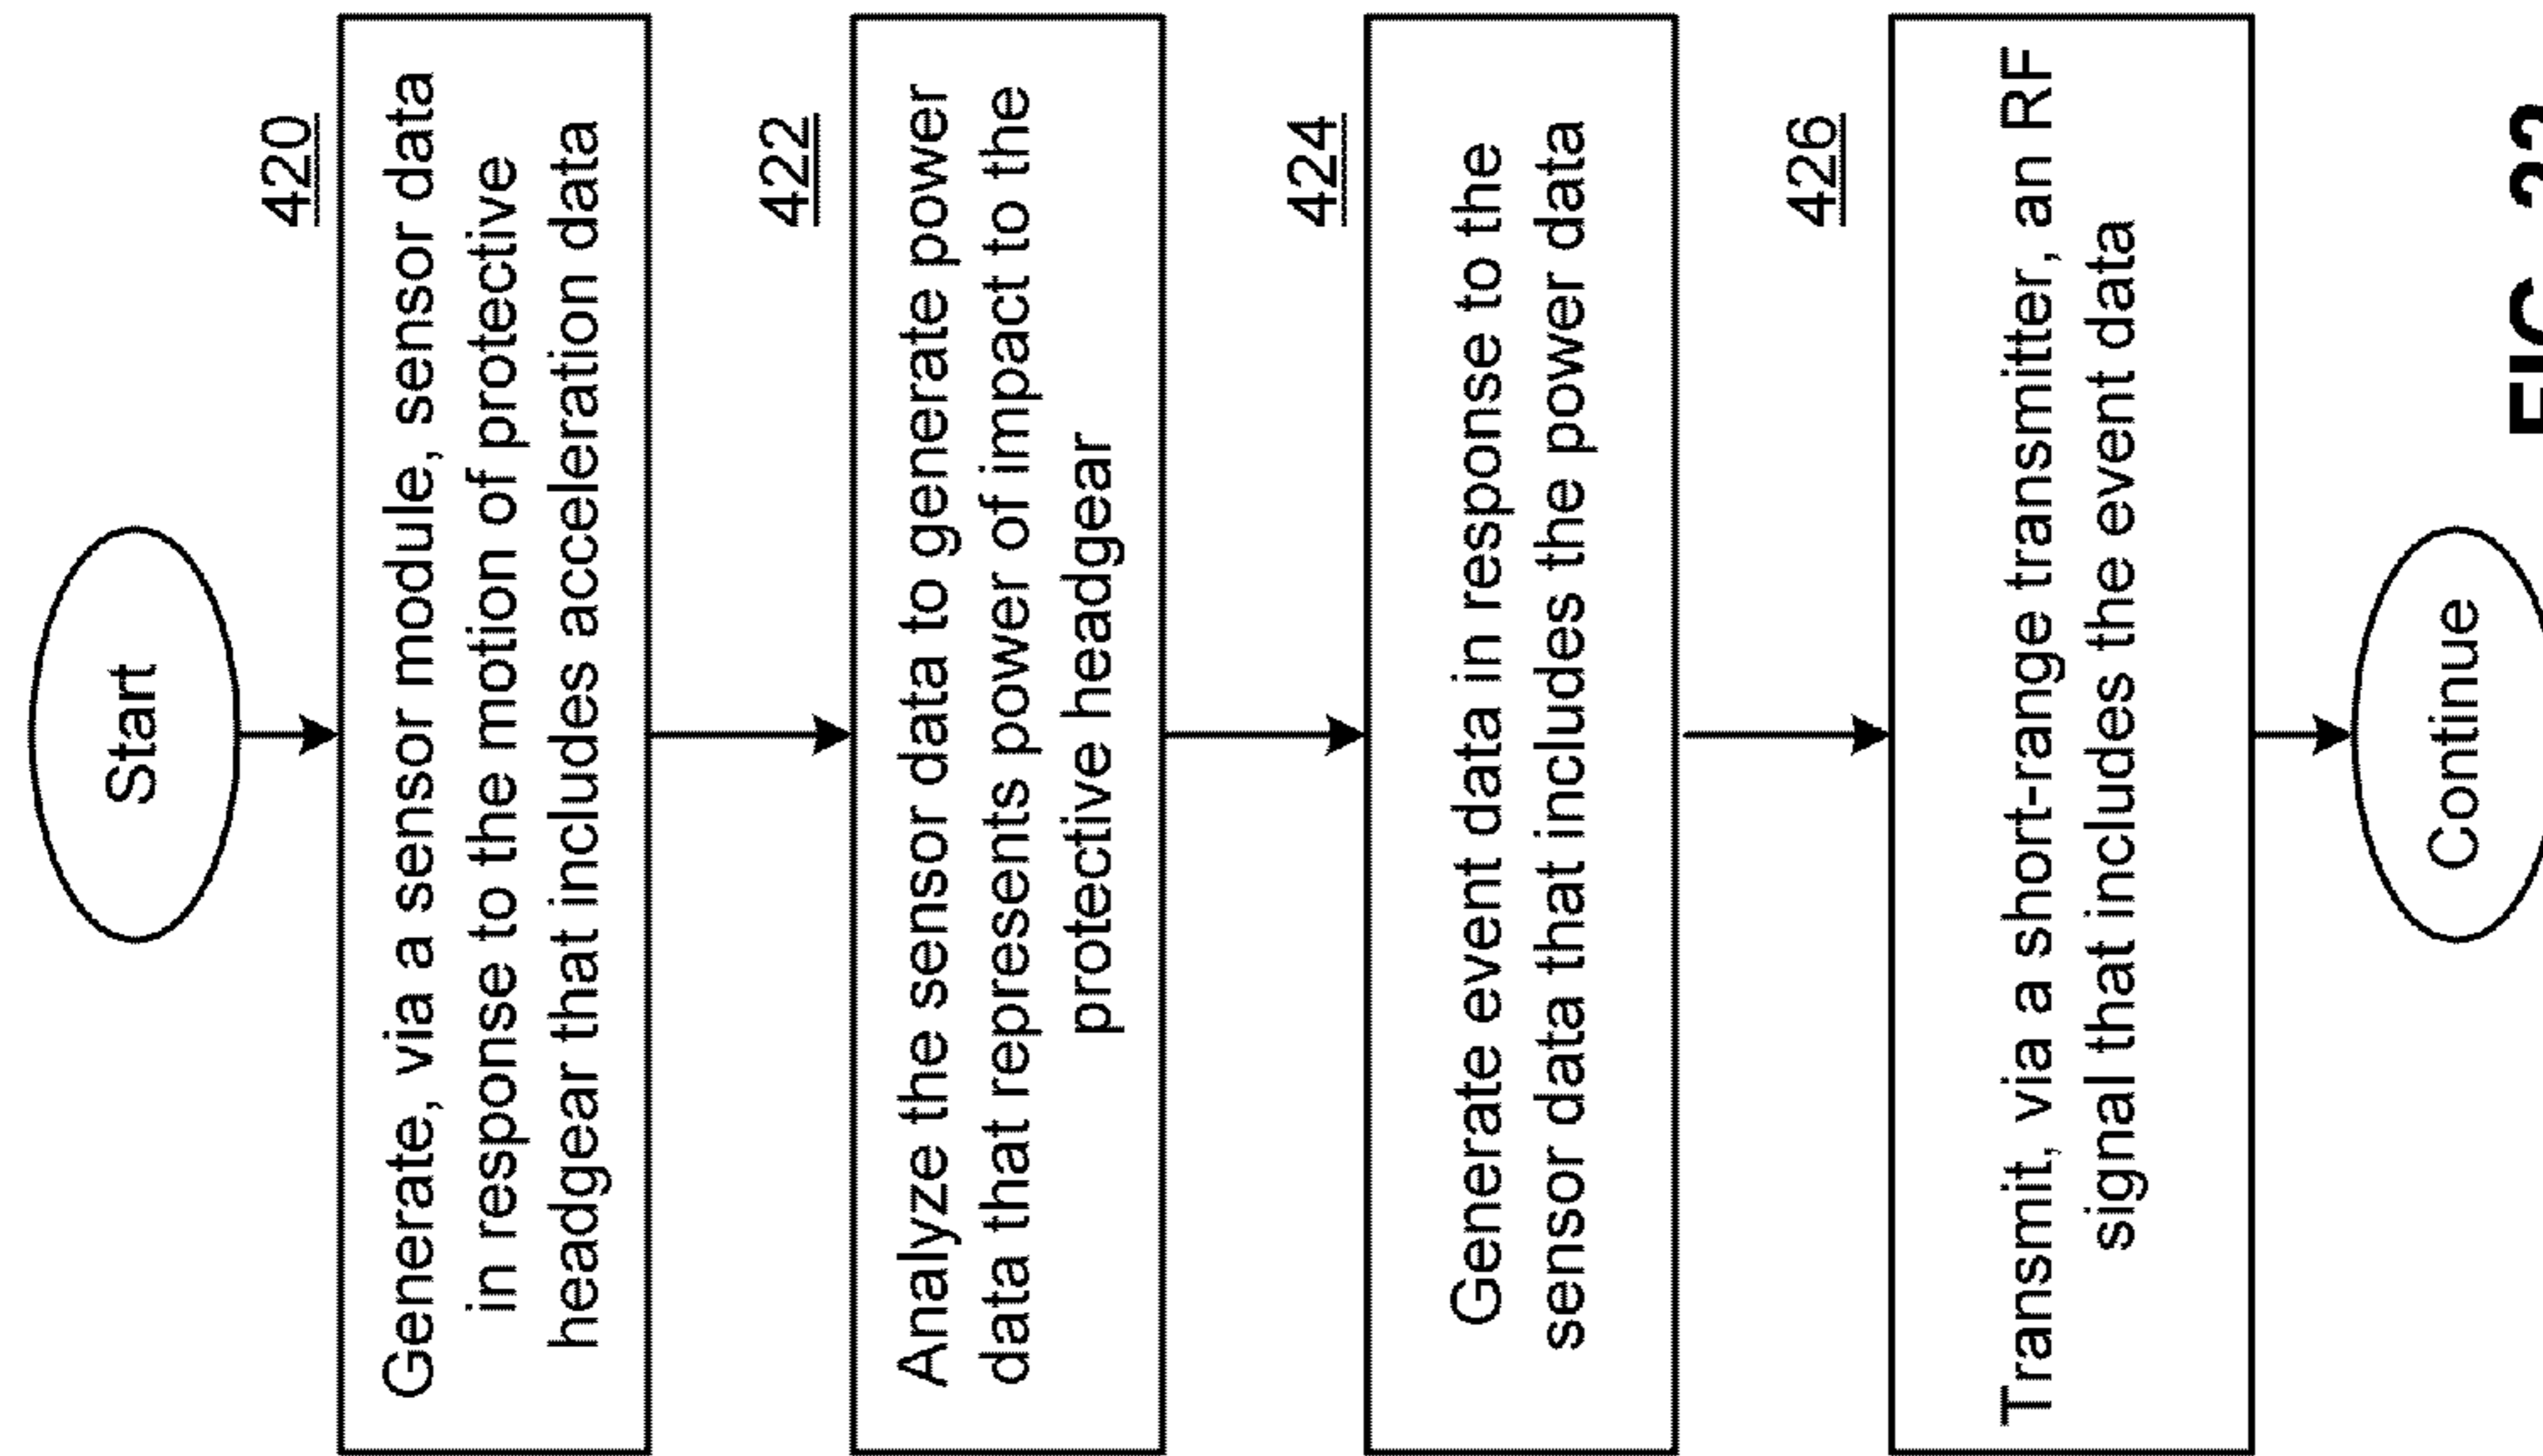 Start
420
Generate, via a sensor module, sensor data
in response to the motion of protective
headgear that includes acceleration data
422
Analyze the sensor data to generate power
data that represents power of impact to the
protective headgear
424
Generate event data in response to the
sensor data that includes the power data
426
Transmit, via a short-range transmitter, an RF
signal that includes the event data
Continue
FIG.